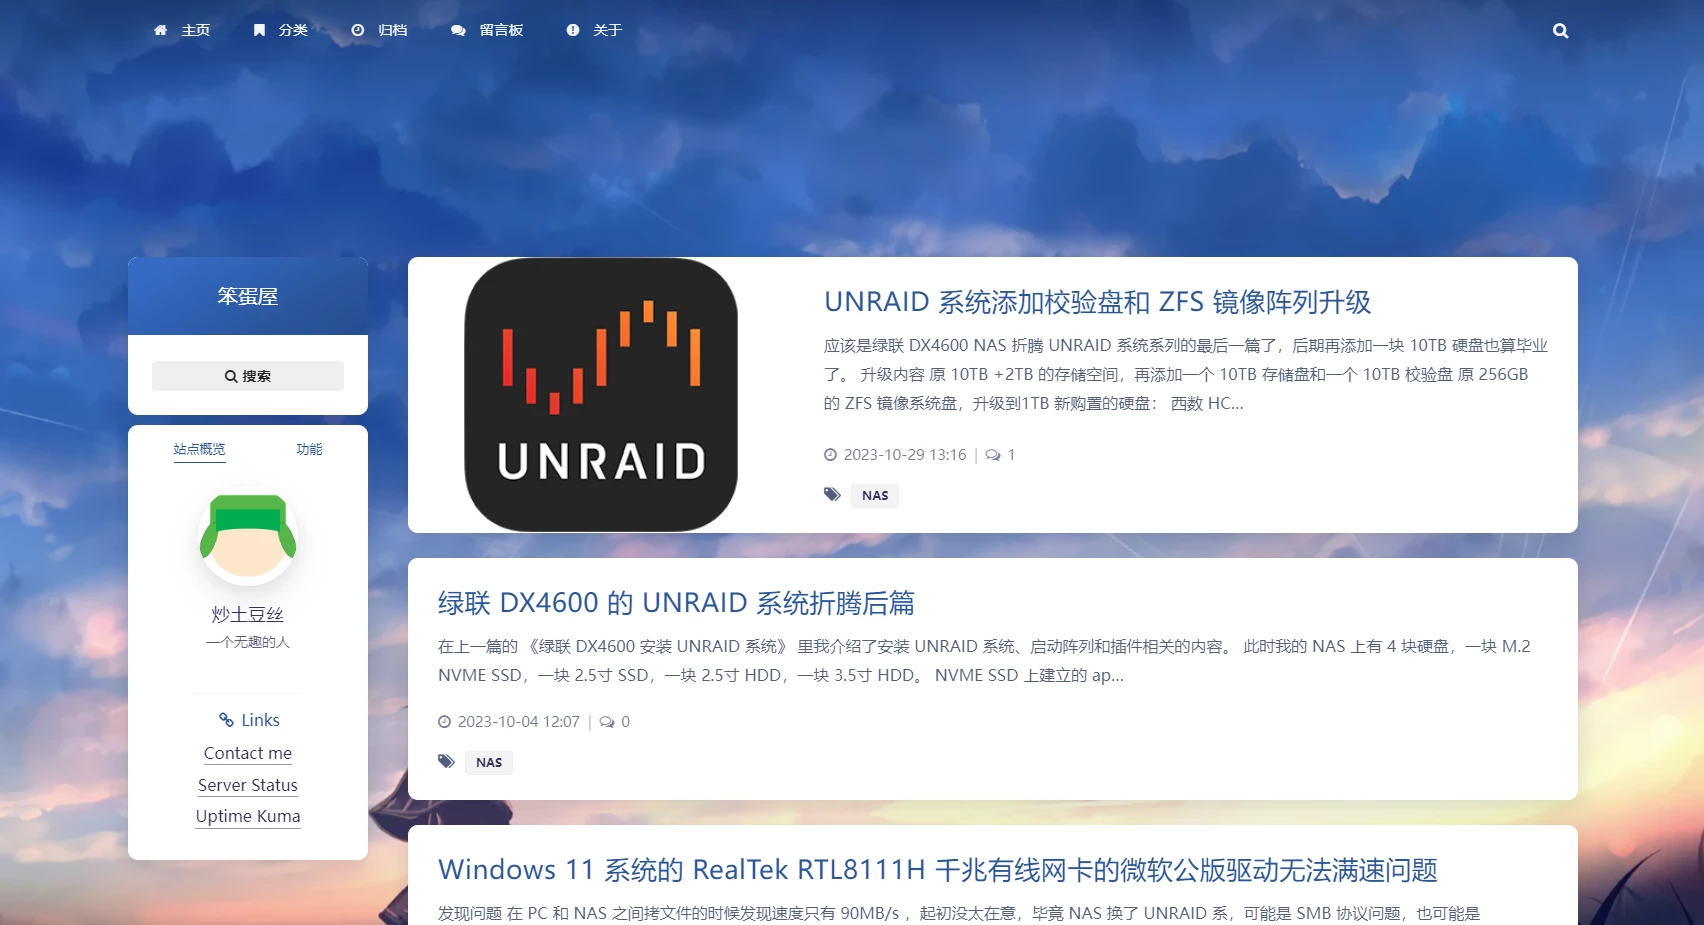 主页 分类 归档 留言板 关于
笨蛋屋
搜索
站点概览 功能
炒土豆丝
一个无趣的人
Links
Contact me
Server Status
Uptime Kuma
UNRAID
UNRAID 系统添加校验盘和 ZFS 镜像阵列升级
应该是绿联 DX4600 NAS 折腾 UNRAID 系统系列的最后一篇了，后期再添加一块 10TB 硬盘也算毕业
了。 升级内容 原 10TB +2TB 的存储空间，再添加一个 10TB 存储盘和一个 10TB 校验盘 原 256GB
的 ZFS 镜像系统盘，升级到1TB 新购置的硬盘： 西数 HC...
2023-10-29 13:16 | 1
NAS
绿联 DX4600 的 UNRAID 系统折腾后篇
在上一篇的 《绿联 DX4600 安装 UNRAID 系统》 里我介绍了安装 UNRAID 系统、启动阵列和插件相关的内容。 此时我的 NAS 上有 4 块硬盘，一块 M.2
NVME SSD，一块 2.5寸 SSD，一块 2.5寸 HDD，一块 3.5寸 HDD。 NVME SSD 上建立的 ap...
2023-10-04 12:07 | 0
NAS
Windows 11 系统的 RealTek RTL8111H 千兆有线网卡的微软公版驱动无法满速问题
发现问题 在 PC 和 NAS 之间拷文件的时候发现速度只有 90MB/s ，起初没太在意，毕竟 NAS 换了 UNRAID 系，可能是 SMB 协议问题，也可能是